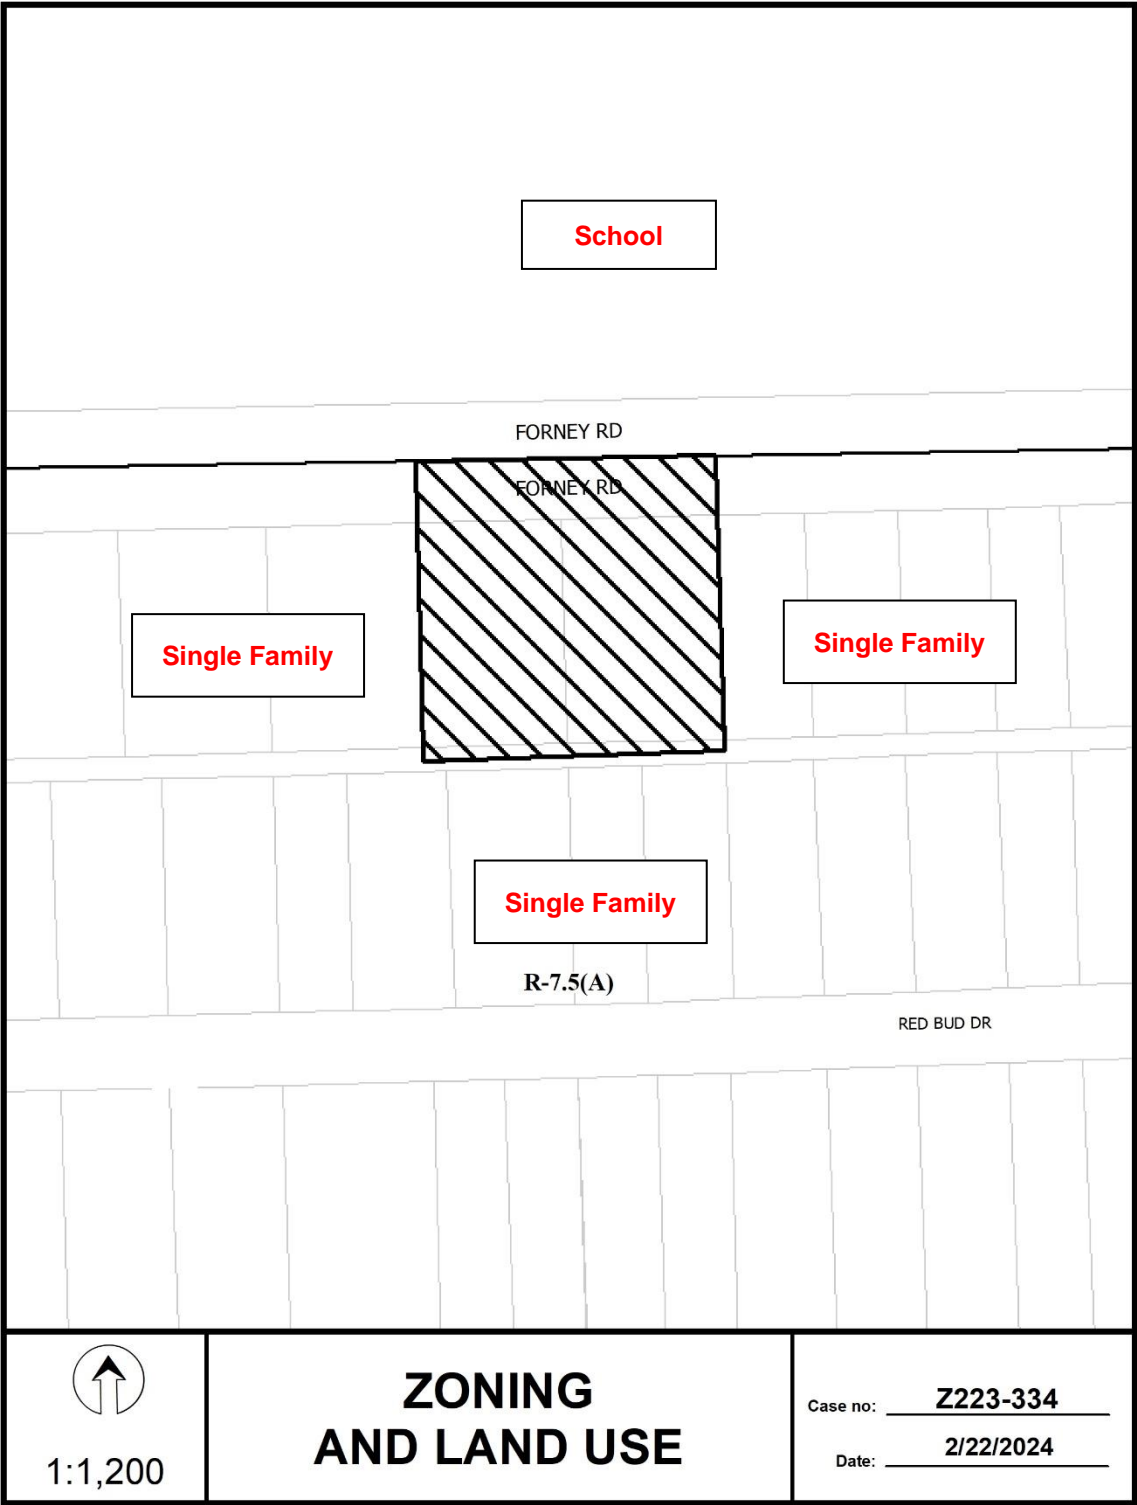 School
FORNEY RD
FORNEY RD
Single Family
Single Family
Single Family
R-7.5(A)
RED BUD DR
1:1,200
ZONING
AND LAND USE
Case no: Z223-334
Date: 2/22/2024